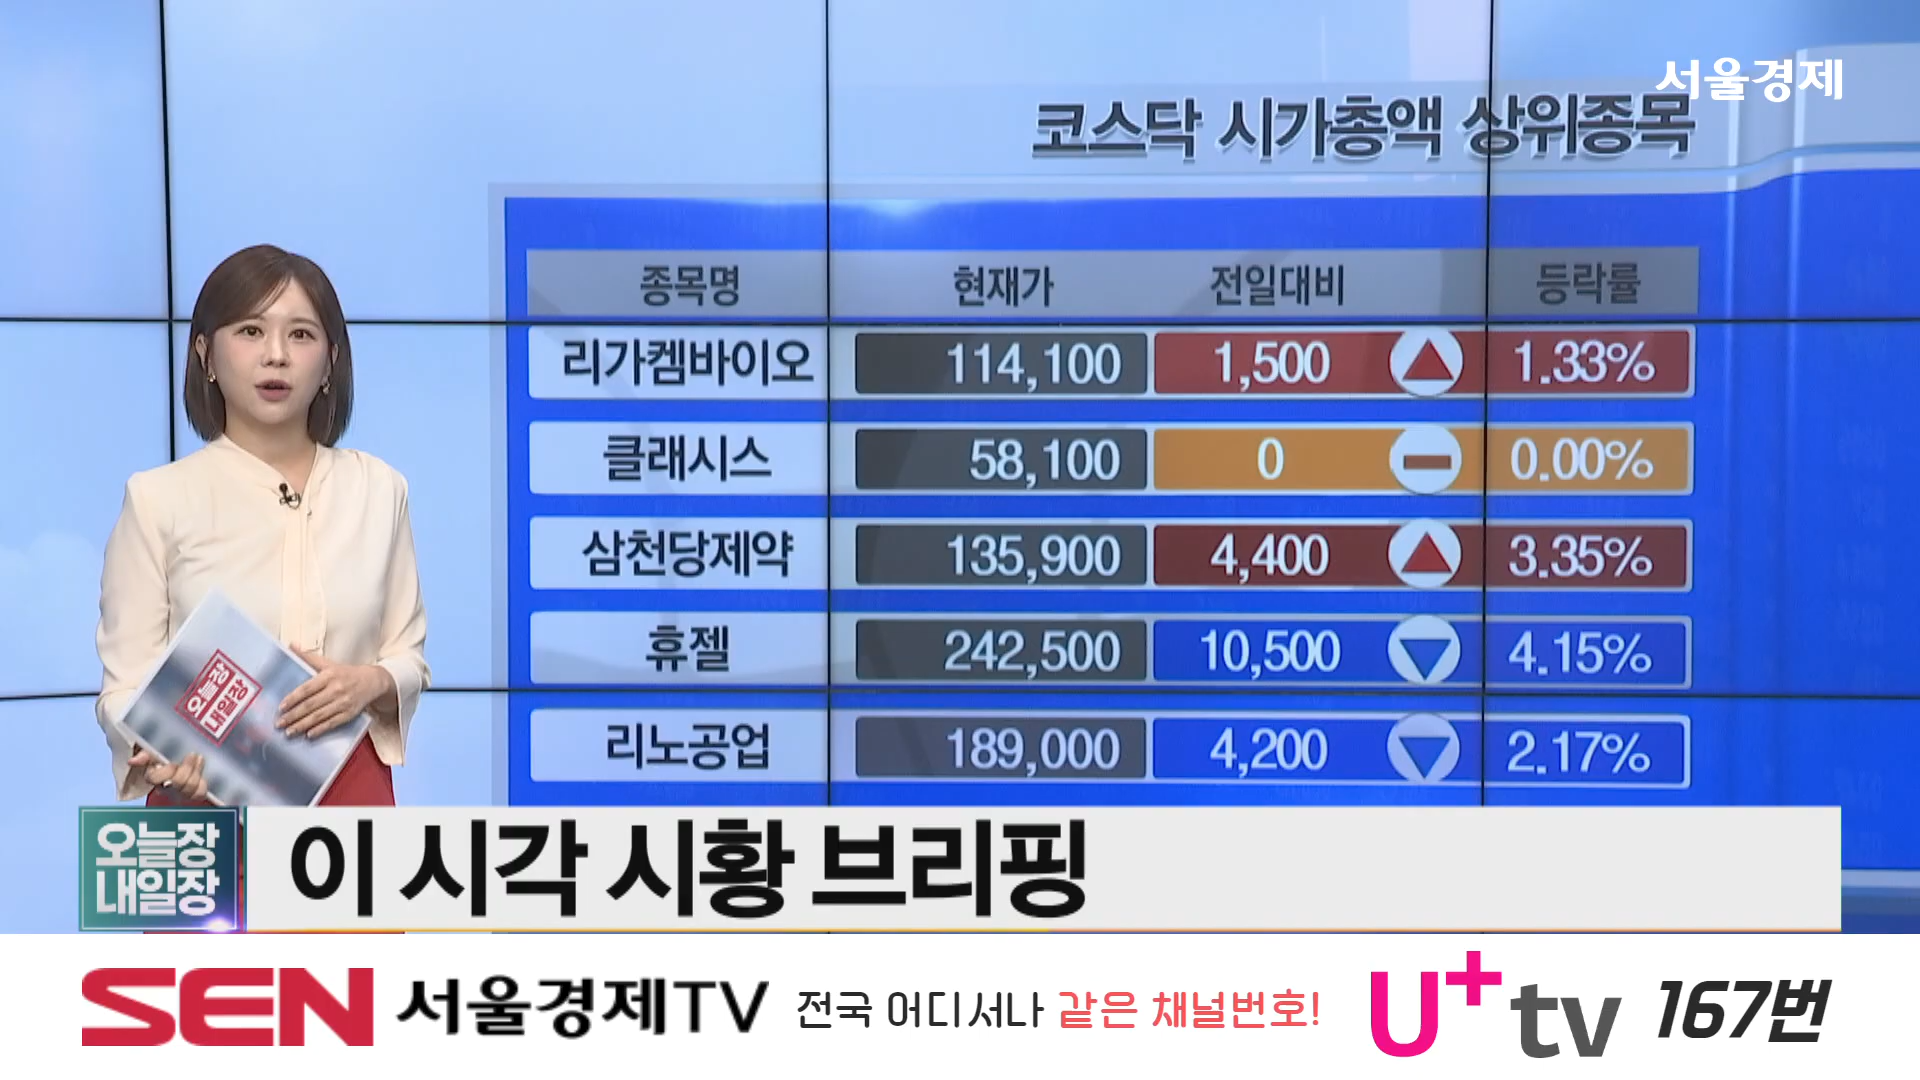 서울경제
코스닥 시가총액 상위종목
종목명 현재가 전일대비 등락률
리가켐바이오 114,100 1,500 1.33%
클래시스 58,100 0 0.00%
삼천당제약 135,900 4,400 3.35%
휴젤 242,500 10,500 4.15%
리노공업 189,000 4,200 2.17%
오늘장
내일장
이 시각 시황 브리핑
SEN 서울경제TV 전국 어디서나 같은 채널번호! U+ tv 167번